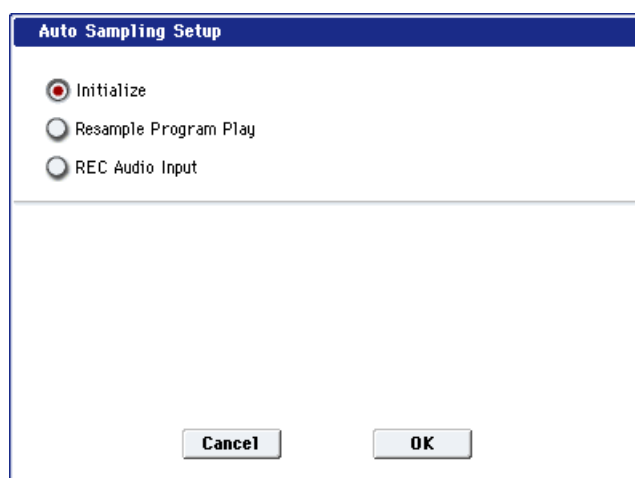 Auto Sampling Setup
Initialize
Resample Program Play
REC Audio Input
Cancel OK